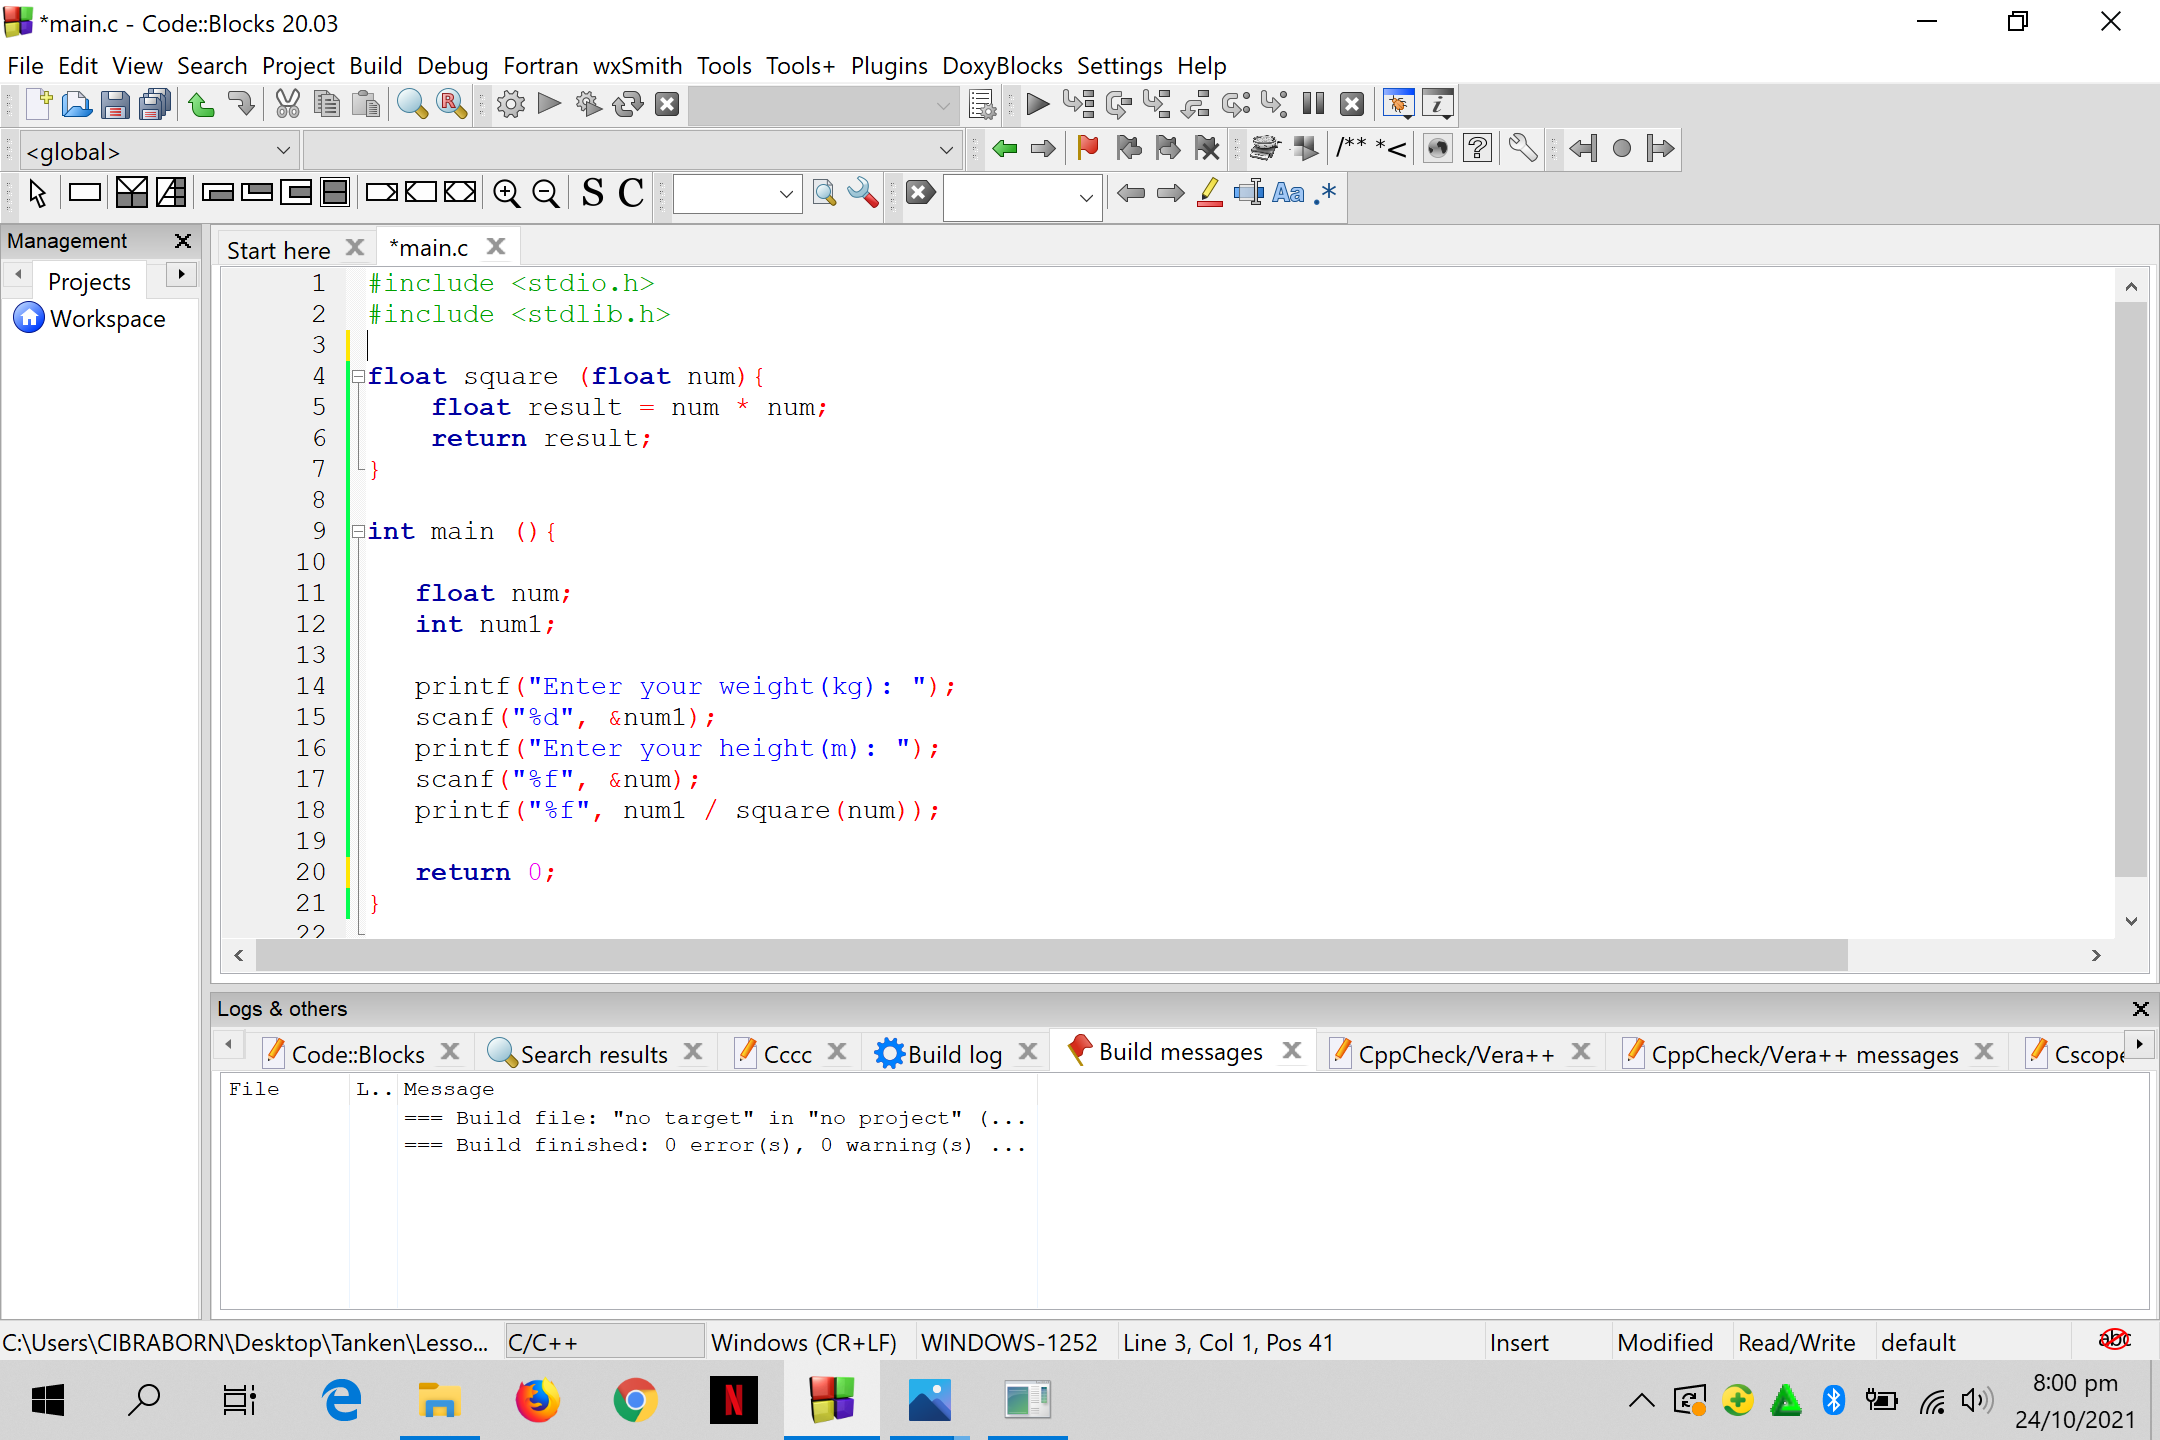 *main.c - Code::Blocks 20.03
File Edit View Search Project Build Debug Fortran wxSmith Tools Tools+ Plugins DoxyBlocks Settings Help
<global>
/** *<
S C
Aa .*
Management
Projects
Workspace
Start here *main.c
1 #include <stdio.h>
2 #include <stdlib.h>
3
4 float square (float num){
5 float result = num * num;
6 return result;
7 }
8
9 int main (){
10
11 float num;
12 int num1;
13
14 printf("Enter your weight(kg): ");
15 scanf("%d", &num1);
16 printf("Enter your height(m): ");
17 scanf("%f", &num);
18 printf("%f", num1 / square(num));
19
20 return 0;
21 }
22
Logs & others
Code::Blocks Search results Cccc Build log Build messages CppCheck/Vera++ CppCheck/Vera++ messages Cscope
File L.. Message
=== Build file: "no target" in "no project" (...
=== Build finished: 0 error(s), 0 warning(s) ...
C:\Users\CIBRABORN\Desktop\Tanken\Lesso... C/C++ Windows (CR+LF) WINDOWS-1252 Line 3, Col 1, Pos 41 Insert Modified Read/Write default abc
8:00 pm
24/10/2021